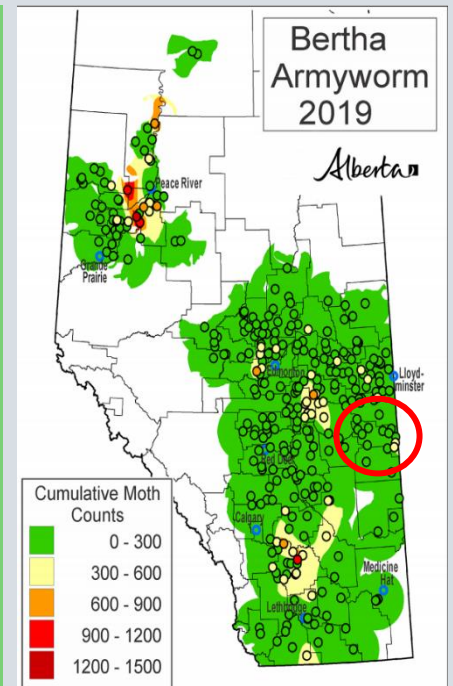 Bertha
Armyworm
2019
Alberta
Peace River
Grande
Prairie
Edmonton
Lloyd-
minster
Red Deer
Calgary
Medicine
Hat
Lethbridge
Cumulative Moth
Counts
0 - 300
300 - 600
600 - 900
900 - 1200
1200 - 1500